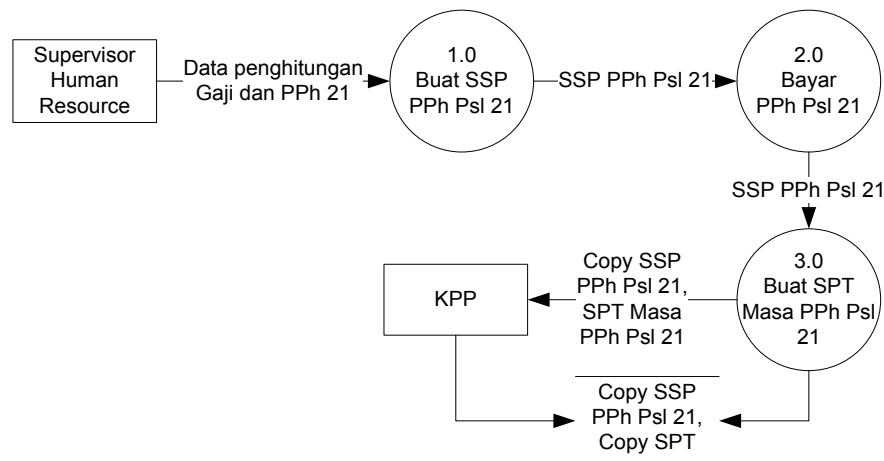 Supervisor
Human
Resource
Data penghitungan
Gaji dan PPh 21
1.0
Buat SSP
PPh Psl 21
SSP PPh Psl 21
2.0
Bayar
PPh Psl 21
SSP PPh Psl 21
3.0
Buat SPT
Masa PPh Psl
21
Copy SSP
PPh Psl 21,
SPT Masa
PPh Psl 21
KPP
Copy SSP
PPh Psl 21,
Copy SPT